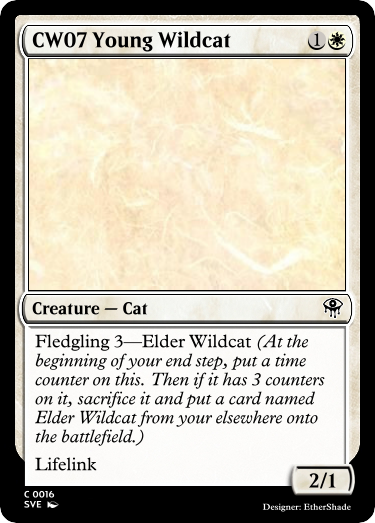 CW07 Young Wildcat 1
Creature — Cat
Fledgling 3—Elder Wildcat (At the
beginning of your end step, put a time
counter on this. Then if it has 3 counters
on it, sacrifice it and put a card named
Elder Wildcat from your elsewhere onto
the battlefield.)
Lifelink
2/1
C 0016
SVE
Designer: EtherShade